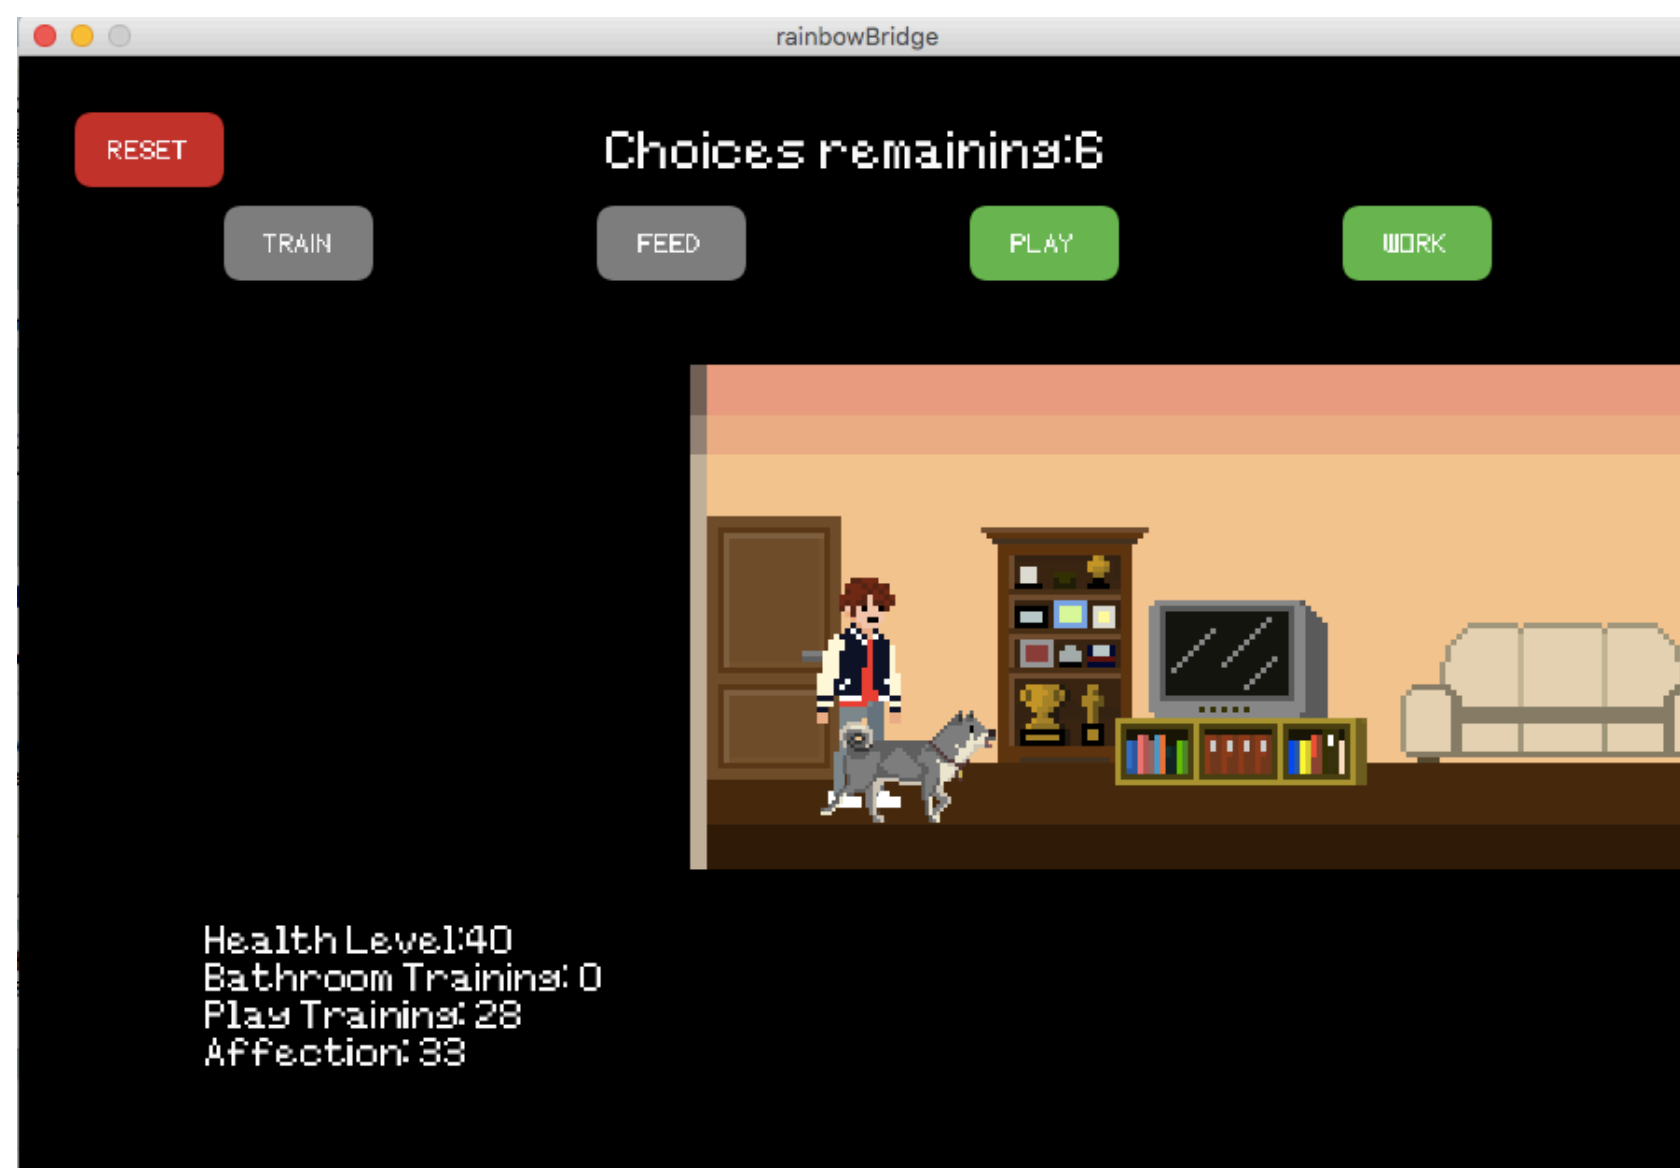 rainbowBridge
RESET
Choices remaining:6
TRAIN
FEED
PLAY
WORK
Health Level:40
Bathroom Training: 0
Play Training: 28
Affection: 33